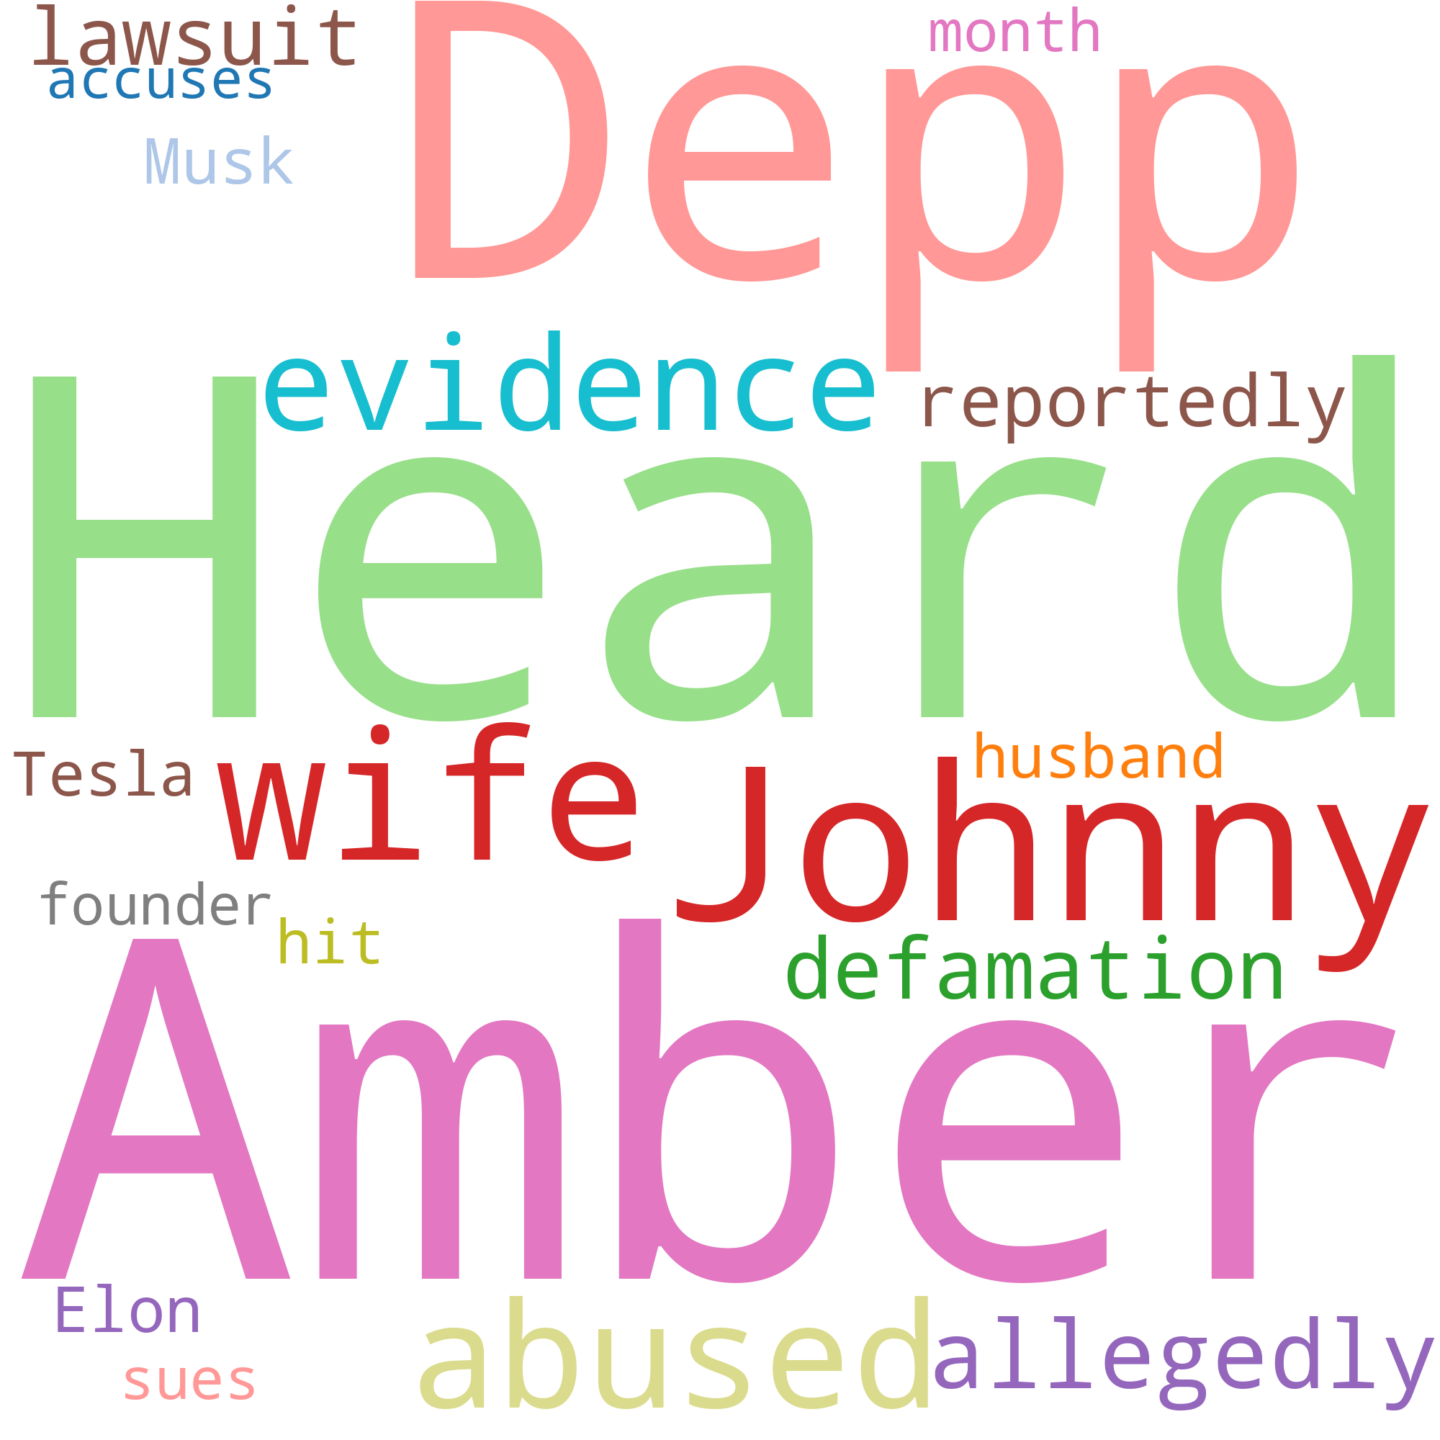 lawsuit
month
accuses
Depp
Musk
evidence
reportedly
Heard
Tesla
wife
husband
Johnny
founder
hit
defamation
Amber
Elon
abused
allegedly
sues